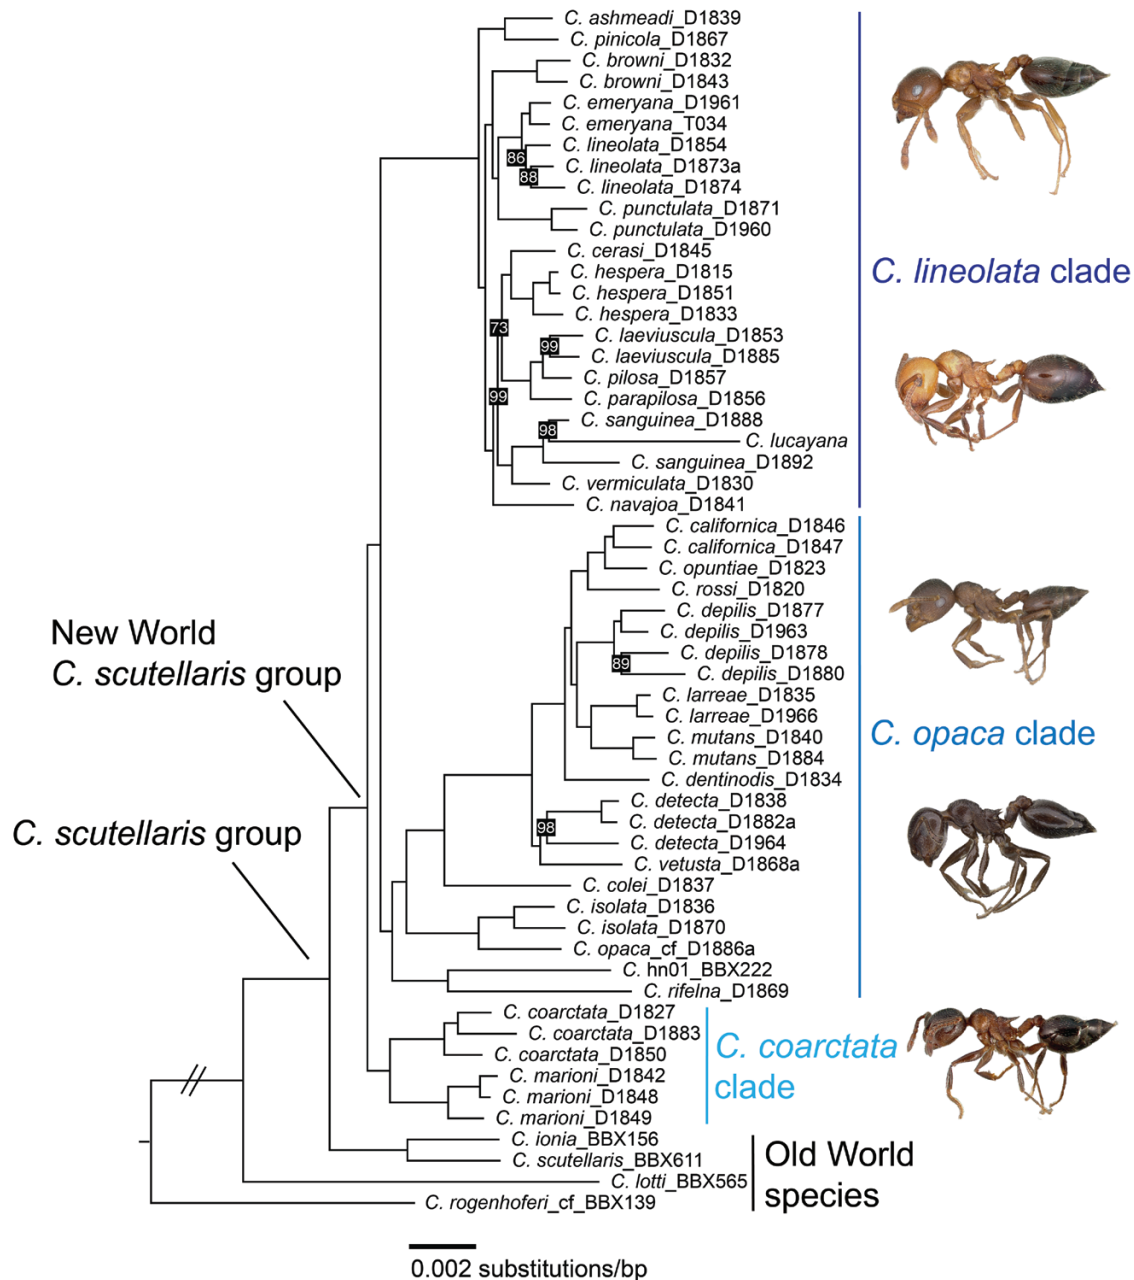 C. ashmeadi_D1839
C. pinicola_D1867
C. browni_D1832
C. browni_D1843
C. emeryana_D1961
C. emeryana_T034
C. lineolata_D1854
86
C. lineolata_D1873a
88
C. lineolata_D1874
C. punctulata_D1871
C. punctulata_D1960
C. cerasi_D1845
C. hespera_D1815
C. lineolata clade
C. hespera_D1851
C. hespera_D1833
73
C. laeviuscula_D1853
99
C. laeviuscula_D1885
C. pilosa_D1857
99
C. parapilosa_D1856
C. sanguinea_D1888
98
C. lucayana
C. sanguinea_D1892
C. vermiculata_D1830
C. navajoa_D1841
C. californica_D1846
C. californica_D1847
C. opuntiae_D1823
C. rossi_D1820
C. depilis_D1877
C. depilis_D1963
New World
C. scutellaris group
C. depilis_D1878
89
C. depilis_D1880
C. larreae_D1835
C. larreae_D1966
C. opaca clade
C. mutans_D1840
C. mutans_D1884
C. dentinodis_D1834
C. detecta_D1838
C. detecta_D1882a
98
C. scutellaris group
C. detecta_D1964
C. vetusta_D1868a
C. colei_D1837
C. isolata_D1836
C. isolata_D1870
C. opaca_cf_D1886a
C. hn01_BBX222
C. rifelna_D1869
C. coarctata_D1827
C. coarctata_D1883
C. coarctata_D1850
C. coarctata
clade
C. marioni_D1842
C. marioni_D1848
C. marioni_D1849
C. ionia_BBX156
C. scutellaris_BBX611
C. lotti_BBX565
Old World
species
C. rogenhoferi_cf_BBX139
0.002 substitutions/bp